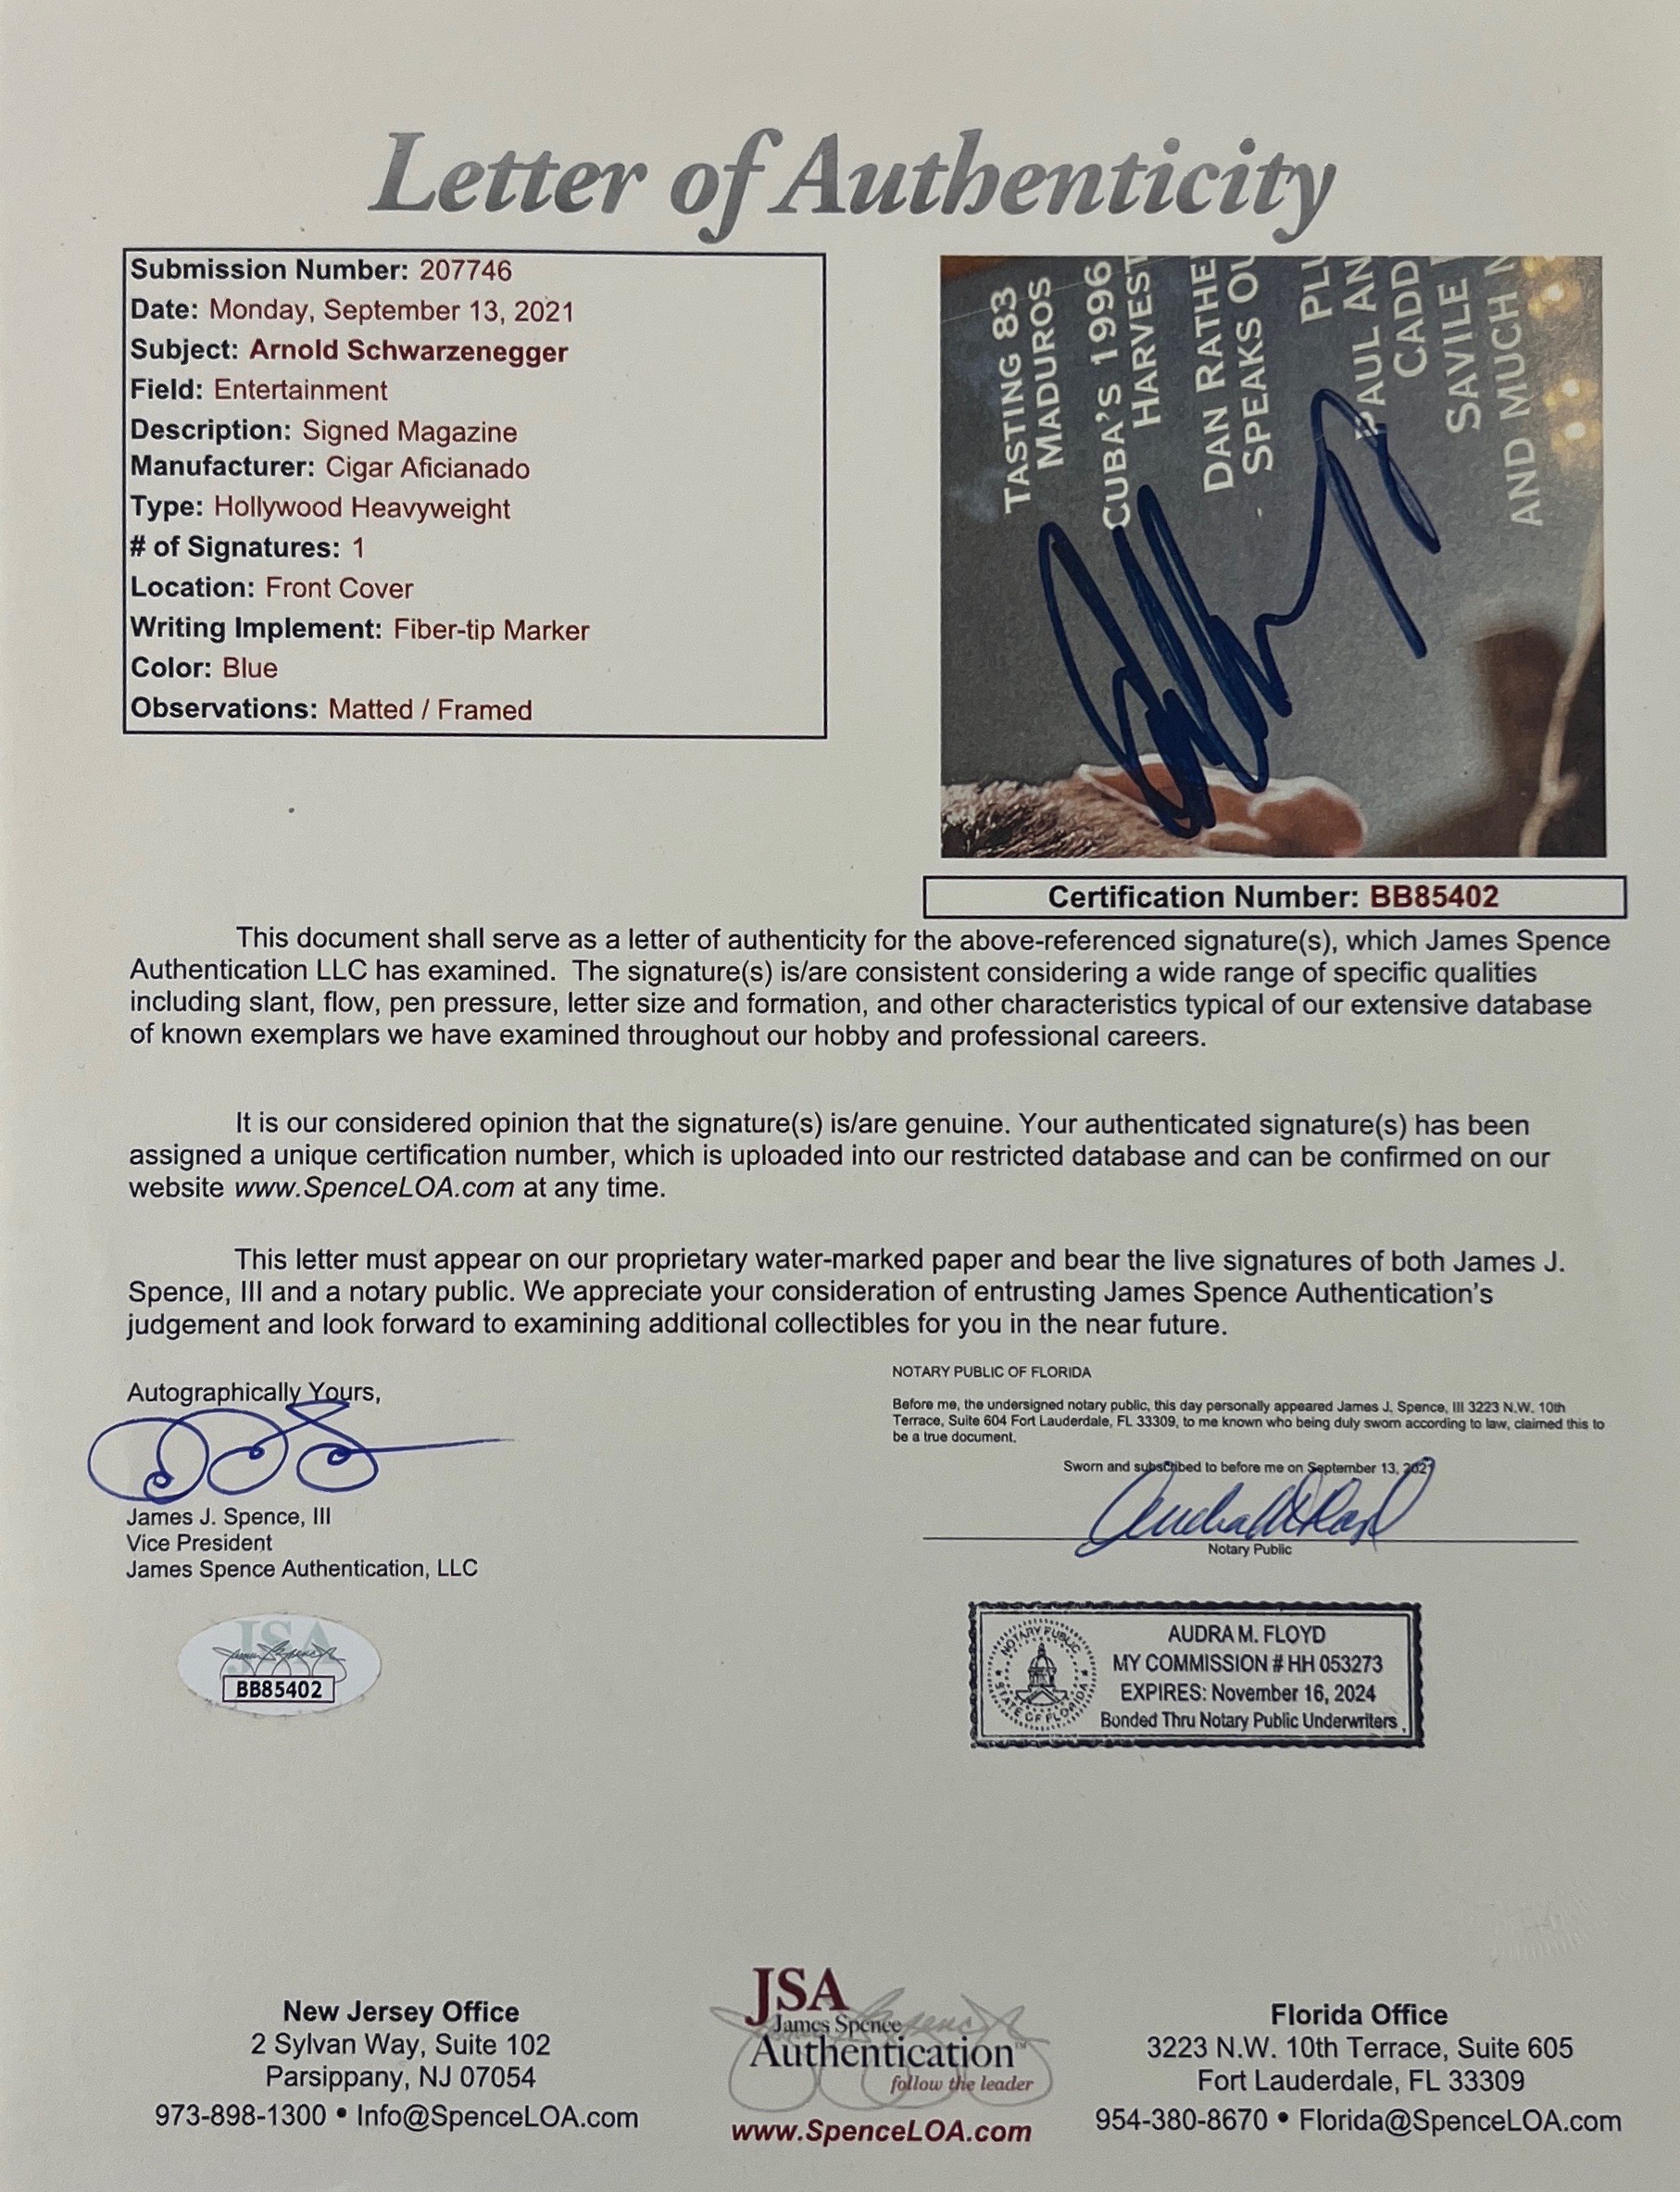 Letter of Authenticity
Submission Number: 207746
Date: Monday, September 13, 2021
Subject: Arnold Schwarzenegger
Field: Entertainment
Description: Signed Magazine
Manufacturer: Cigar Aficianado
Type: Hollywood Heavyweight
# of Signatures: 1
Location: Front Cover
Writing Implement: Fiber-tip Marker
Color: Blue
Observations: Matted / Framed
TASTING 83
MADUROS
CUBA'S 1996
HARVEST
DAN RATHE
SPEAKS OU
PLU
PAUL AN
CADD
SAVILE
AND MUCH
Certification Number: BB85402
This document shall serve as a letter of authenticity for the above-referenced signature(s), which James Spence
Authentication LLC has examined. The signature(s) is/are consistent considering a wide range of specific qualities
including slant, flow, pen pressure, letter size and formation, and other characteristics typical of our extensive database
of known exemplars we have examined throughout our hobby and professional careers.
It is our considered opinion that the signature(s) is/are genuine. Your authenticated signature(s) has been
assigned a unique certification number, which is uploaded into our restricted database and can be confirmed on our
website www.SpenceLOA.com at any time.
This letter must appear on our proprietary water-marked paper and bear the live signatures of both James J.
Spence, III and a notary public. We appreciate your consideration of entrusting James Spence Authentication's
judgement and look forward to examining additional collectibles for you in the near future.
Autographically Yours,
James J. Spence, III
Vice President
James Spence Authentication, LLC
JSA
BB85402
NOTARY PUBLIC OF FLORIDA
Before me, the undersigned notary public, this day personally appeared James J. Spence, III 3223 N.W. 10th
Terrace, Suite 604 Fort Lauderdale, FL 33309, to me known who being duly sworn according to law, claimed this to
be a true document.
Sworn and subscribed to before me on September 13, 2021
Notary Public
NOTARY PUBLIC
STATE OF FLORIDA
AUDRA M. FLOYD
MY COMMISSION # HH 053273
EXPIRES: November 16, 2024
Bonded Thru Notary Public Underwriters
New Jersey Office
2 Sylvan Way, Suite 102
Parsippany, NJ 07054
973-898-1300 • Info@SpenceLOA.com
JSA
James Spence
Authentication™
follow the leader
www.SpenceLOA.com
Florida Office
3223 N.W. 10th Terrace, Suite 605
Fort Lauderdale, FL 33309
954-380-8670 • Florida@SpenceLOA.com